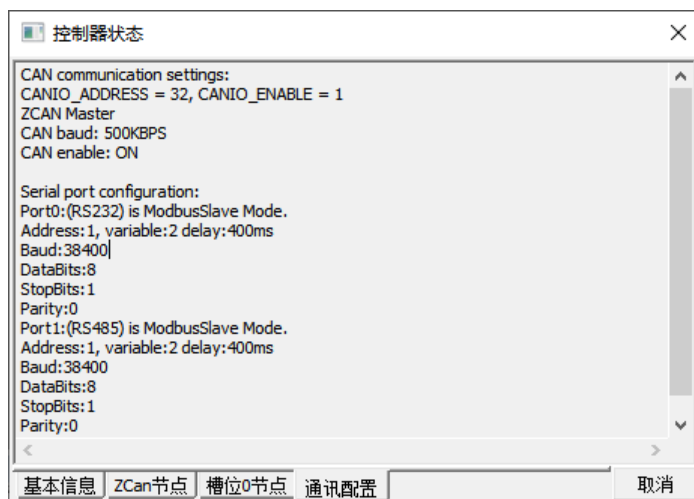 控制器状态
CAN communication settings:
CANIO_ADDRESS = 32, CANIO_ENABLE = 1
ZCAN Master
CAN baud: 500KBPS
CAN enable: ON
Serial port configuration:
Port0:(RS232) is ModbusSlave Mode.
Address:1, variable:2 delay:400ms
Baud:38400
DataBits:8
StopBits:1
Parity:0
Port1:(RS485) is ModbusSlave Mode.
Address:1, variable:2 delay:400ms
Baud:38400
DataBits:8
StopBits:1
Parity:0
基本信息 ZCan节点 槽位0节点 通讯配置 取消